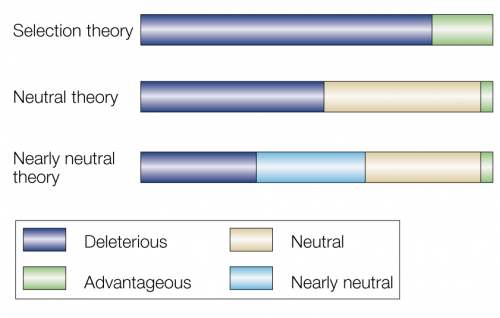 Selection theory
Neutral theory
Nearly neutral
theory
Deleterious
Neutral
Advantageous
Nearly neutral